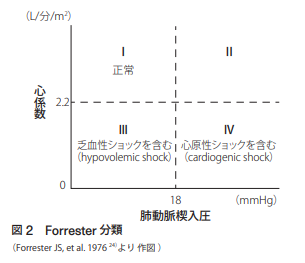 (L/分/m²)
I
II
正常
心係数
2.2
III
IV
乏血性ショックを含む
(hypovolemic shock)
心原性ショックを含む
(cardiogenic shock)
0
18
(mmHg)
肺動脈楔入圧
図 2 Forrester 分類
(Forrester JS, et al. 1976 ²⁴⁾より 作図 )